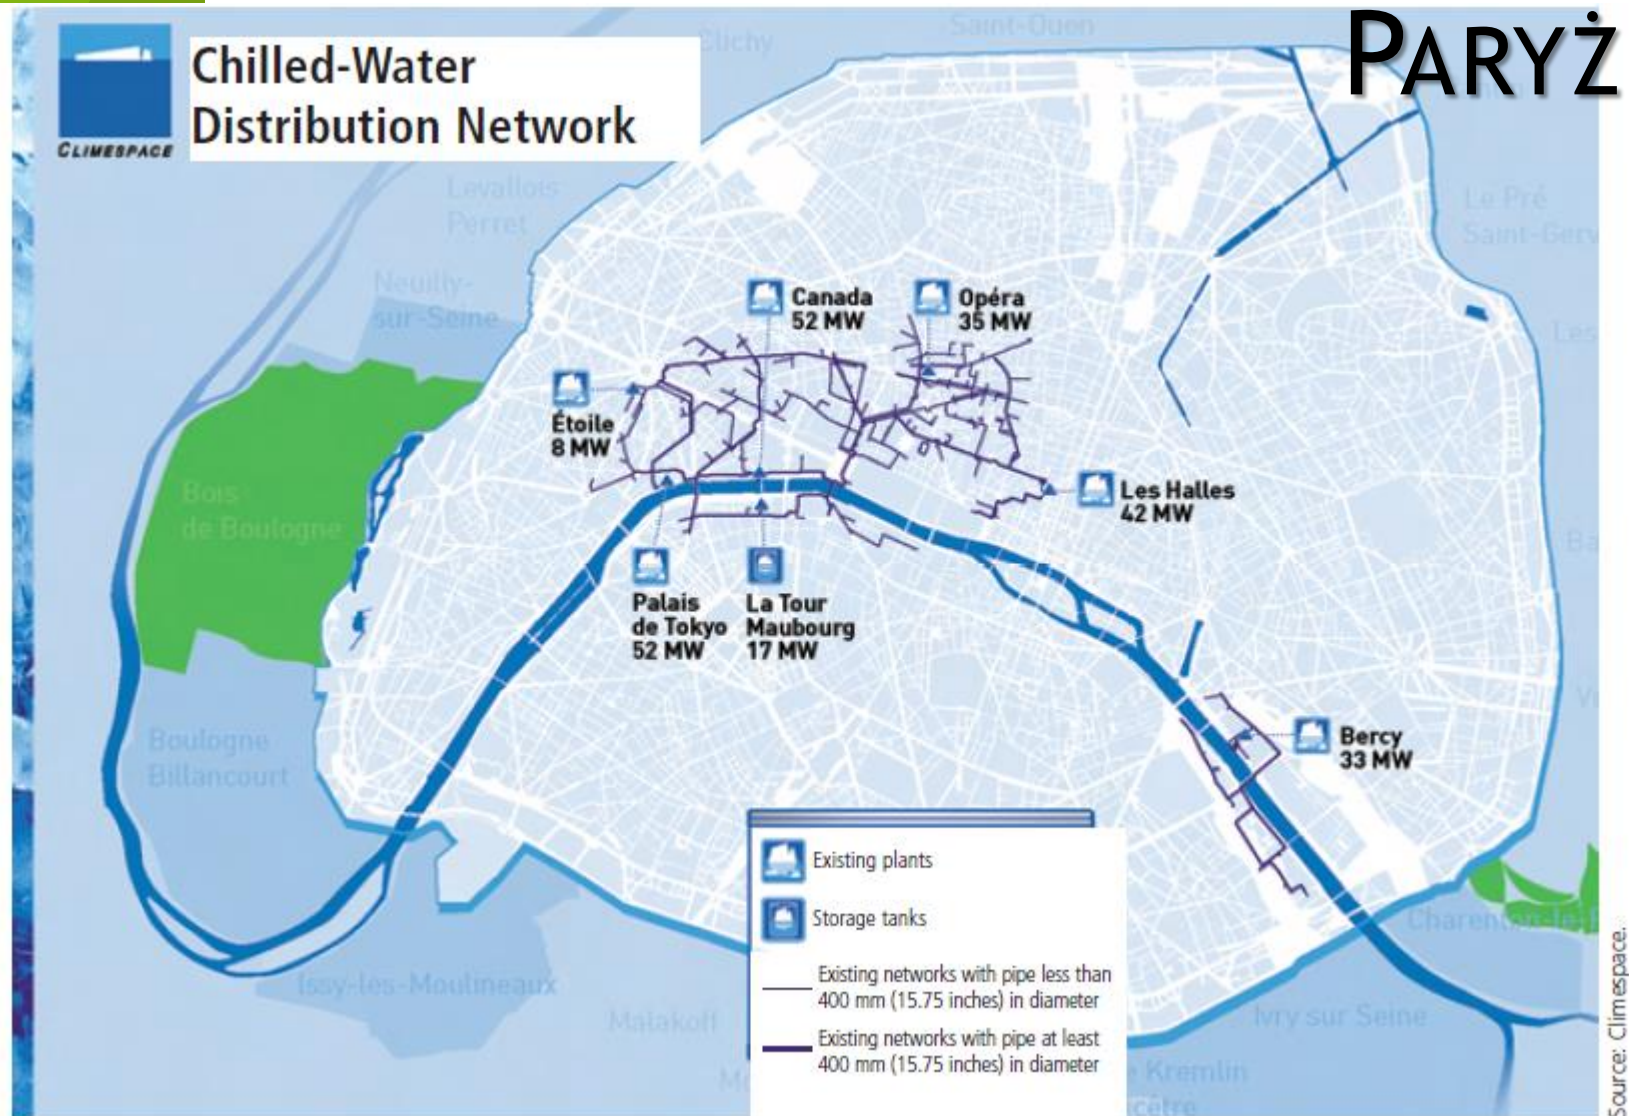 PARYŻ
Chilled-Water
Distribution Network
CLIMESPACE
Clichy
Saint-Ouen
Levallois
Perret
Le Pré
Neuilly-
sur-Seine
Canada
52 MW
Opéra
35 MW
Étoile
8 MW
Les Halles
42 MW
Bois
de Boulogne
Palais
de Tokyo
52 MW
La Tour
Maubourg
17 MW
Boulogne
Billancourt
Bercy
33 MW
Existing plants
Storage tanks
Existing networks with pipe less than
400 mm (15.75 inches) in diameter
Existing networks with pipe at least
400 mm (15.75 inches) in diameter
Issy-les-Moulineaux
Malakoff
Ivry sur Seine
Kremlin
Source: Climespace.